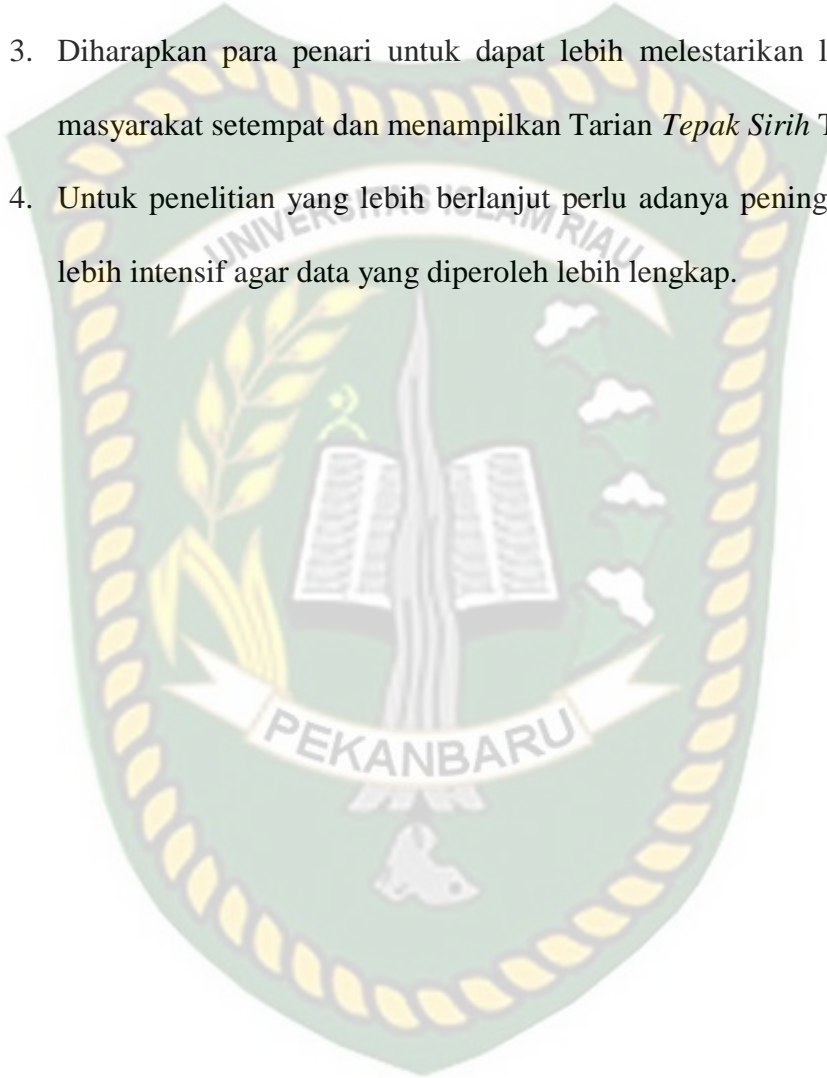 3. Diharapkan para penari untuk dapat lebih melestarikan
masyarakat setempat dan menampilkan Tarian Tepak Sirih
4. Untuk penelitian yang lebih berlanjut perlu adanya
lebih intensif agar data yang diperoleh lebih lengkap.
UNIVERSITAS ISLAM RIAU
PEKANBARU